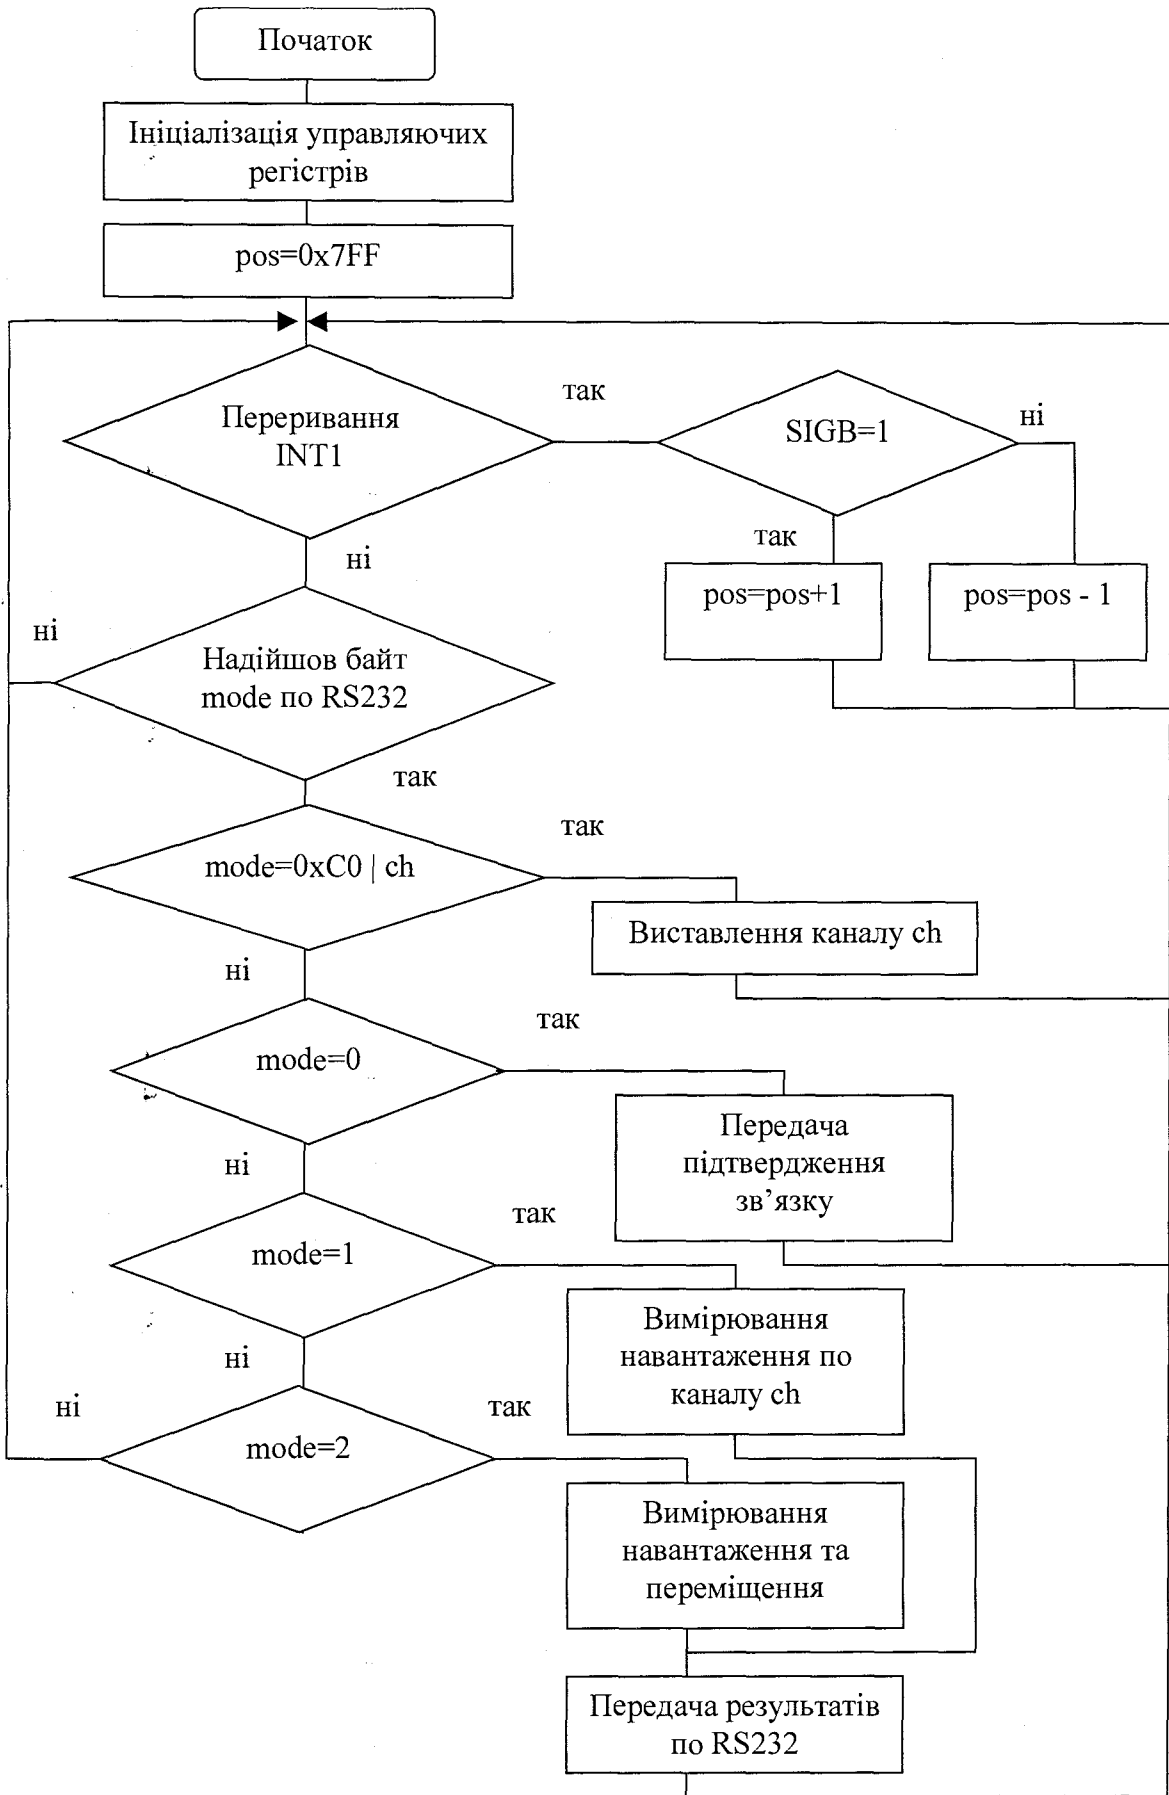 Початок
Ініціалізація управляючих
регістрів
pos=0x7FF
Переривання
INT1
так
SIGB=1
ні
так
pos=pos+1
pos=pos - 1
ні
ні
Надійшов байт
mode по RS232
так
mode=0xC0 | ch
так
Виставлення каналу ch
ні
mode=0
так
Передача
підтвердження
зв’язку
ні
mode=1
так
Вимірювання
навантаження по
каналу ch
ні
ні
mode=2
так
Вимірювання
навантаження та
переміщення
Передача результатів
по RS232